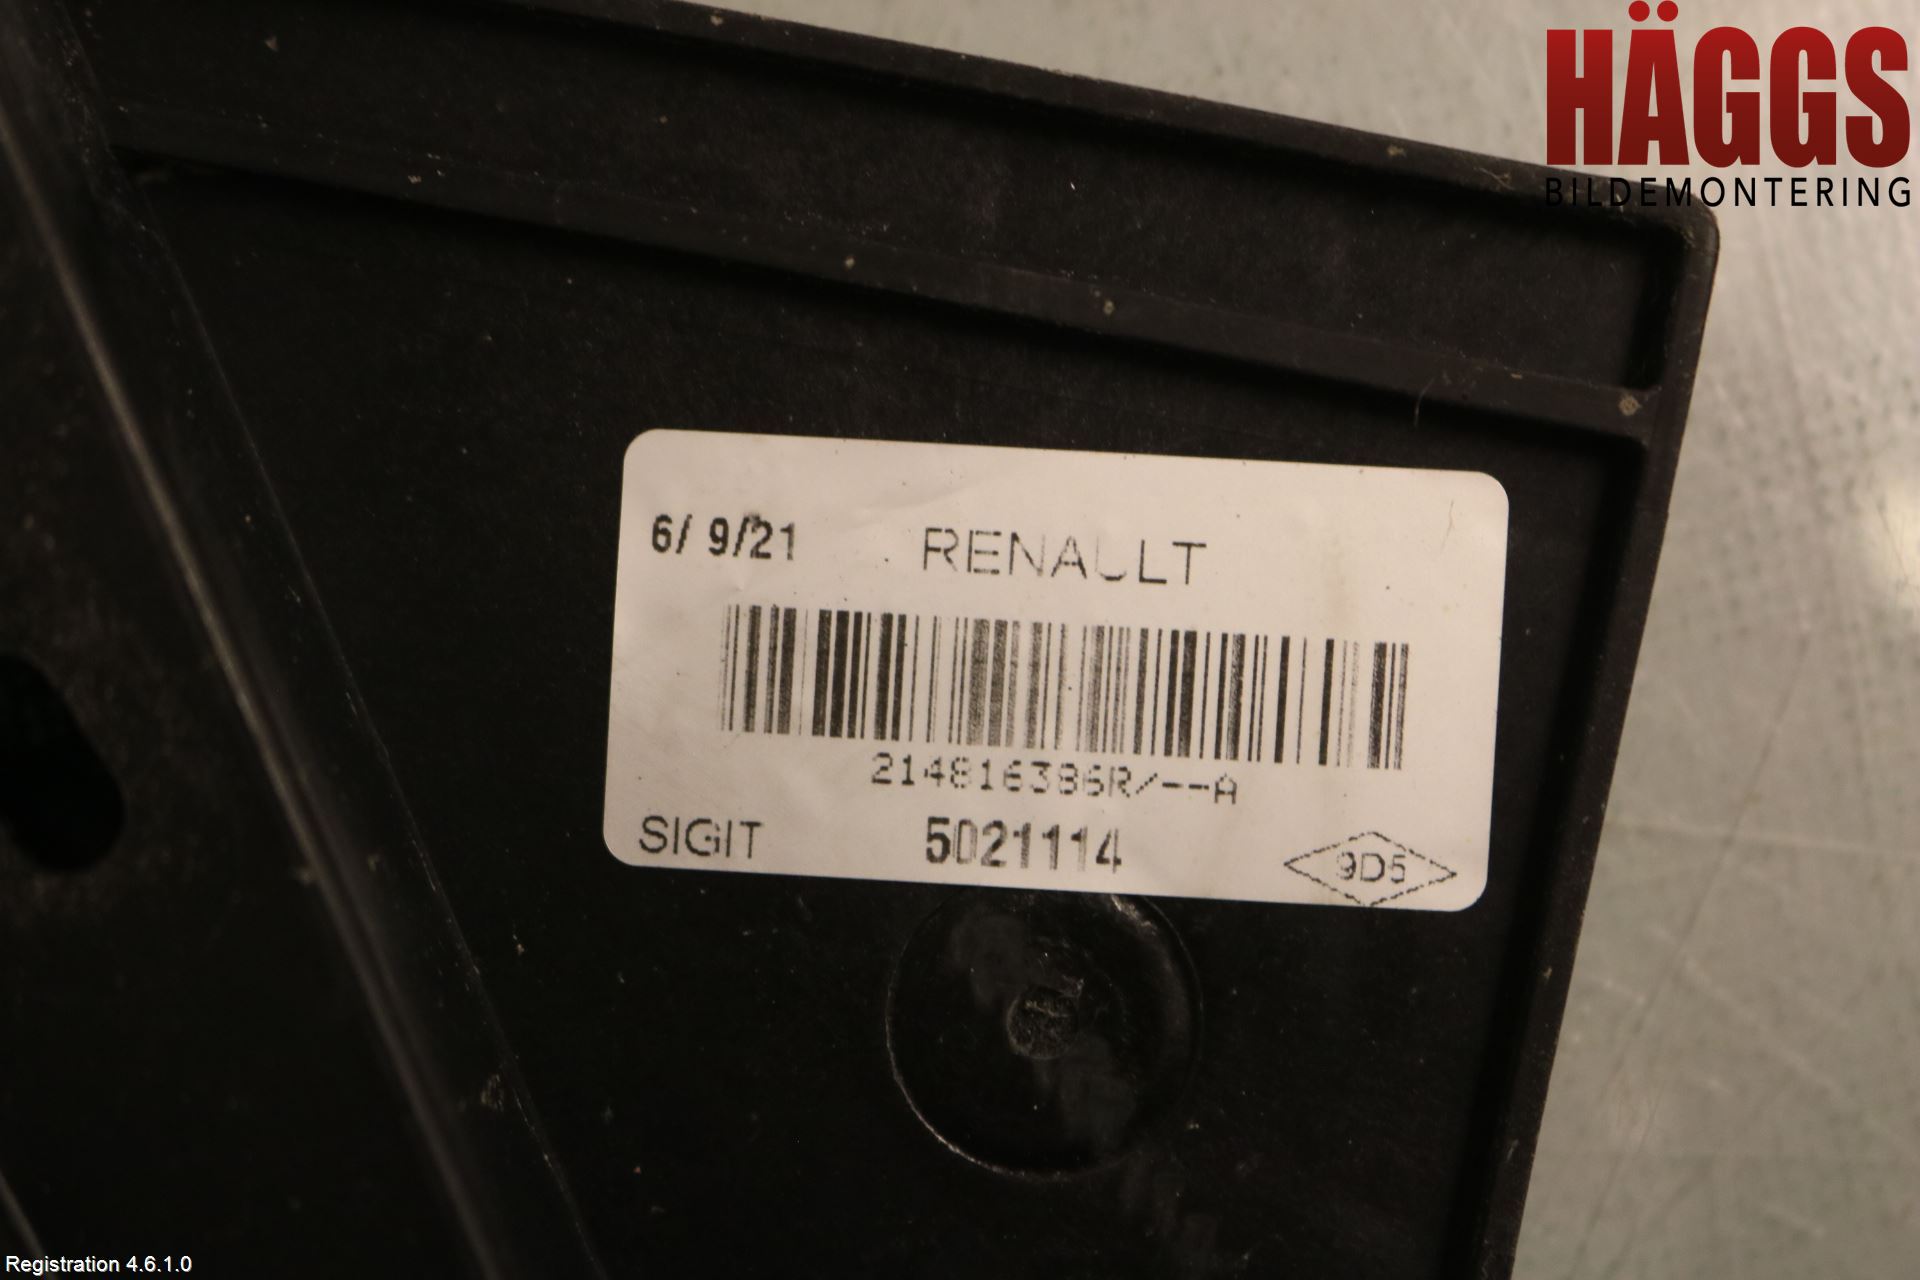 HÄGGS
BILDEMONTERING
6/ 9/21 RENAULT
214816386R/--A
SIGIT 5021114 9D5
Registration 4.6.1.0